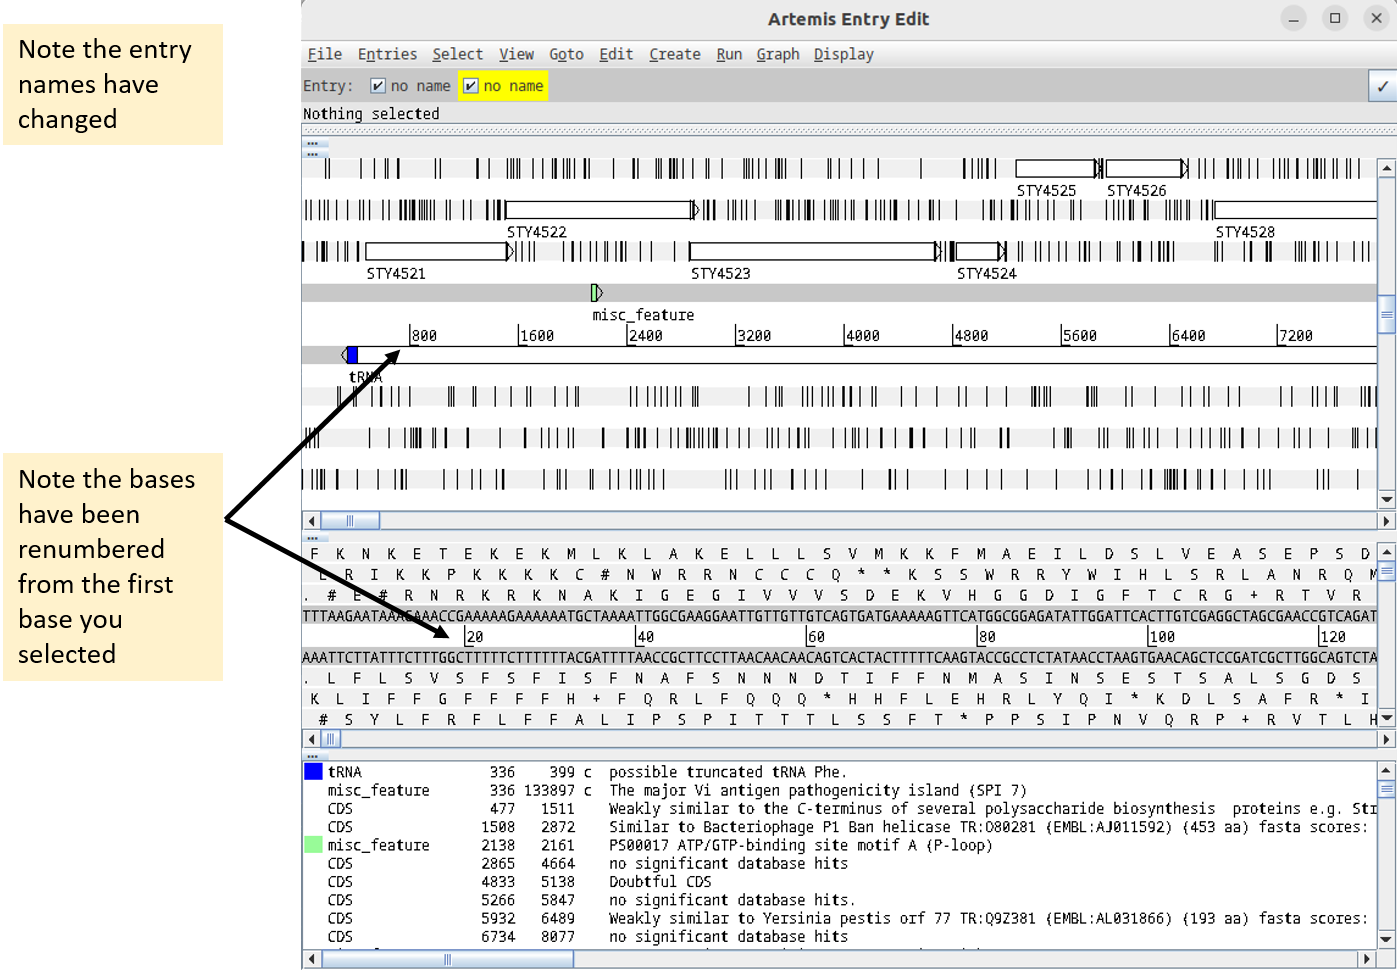 Note the entry
names have
changed
Note the bases
have been
renumbered
from the first
base you
selected
Artemis Entry Edit
File Entries Select View Goto Edit Create Run Graph Display
Entry: no name no name
Nothing selected
STY4525 STY4526
STY4522 STY4528
STY4521 STY4523 STY4524
misc_feature
800 1600 2400 3200 4000 4800 5600 6400 7200
tRNA
F K N K E T E K E K M L K L A K E L L L S V M K K F M A E I L D S L V E A S E P S D
L R I K K P K K K K C # N W R R N C C C Q * * K S S W R R Y W I H L S R L A N R Q M
. # E # R N R K R K N A K I G E G I V V V S D E K V H G G D I G F T C R G + R T V R
TTTAAGAATAAAGAAACCGAAAAAGAAAAAATGCTAAAATTGGCGAAGGAATTGTTGTTGTCAGTGATGAAAAAGTTCATGGCGGAGATATTGGATTCACTTGTCGAGGCTAGCGAACCGTCAGAT
20 40 60 80 100 120
AAATTCTTATTTCTTTGGCTTTTTCTTTTTTACGATTTTAACCGCTTCCTTAACAACAACAGTCACTACTTTTTCAAGTACCGCCTCTATAACCTAAGTGAACAGCTCCGATCGCTTGGCAGTCTA
. L F L S V S F S F I S F N A F S N N N D T I F F N M A S I N S E S T S A L S G D S
K L I F F G F F F F H + F Q R L F Q Q Q * H H F L E H R L Y Q I * K D L S A F R * I
# S Y L F R F L F F A L I P S P I T T T L S S F T * P P S I P N V Q R P + R V T L H
tRNA 336 399 c possible truncated tRNA Phe.
misc_feature 336 133897 c The major Vi antigen pathogenicity island (SPI 7)
CDS 477 1511 Weakly similar to the C-terminus of several polysaccharide biosynthesis proteins e.g. Str
CDS 1508 2872 Similar to Bacteriophage P1 Ban helicase TR:O80281 (EMBL:AJ011592) (453 aa) fasta scores:
misc_feature 2138 2161 PS00017 ATP/GTP-binding site motif A (P-loop)
CDS 2865 4664 no significant database hits
CDS 4833 5138 Doubtful CDS
CDS 5266 5847 no significant database hits.
CDS 5932 6489 Weakly similar to Yersinia pestis orf 77 TR:Q9Z381 (EMBL:AL031866) (193 aa) fasta scores:
CDS 6734 8077 no significant database hits